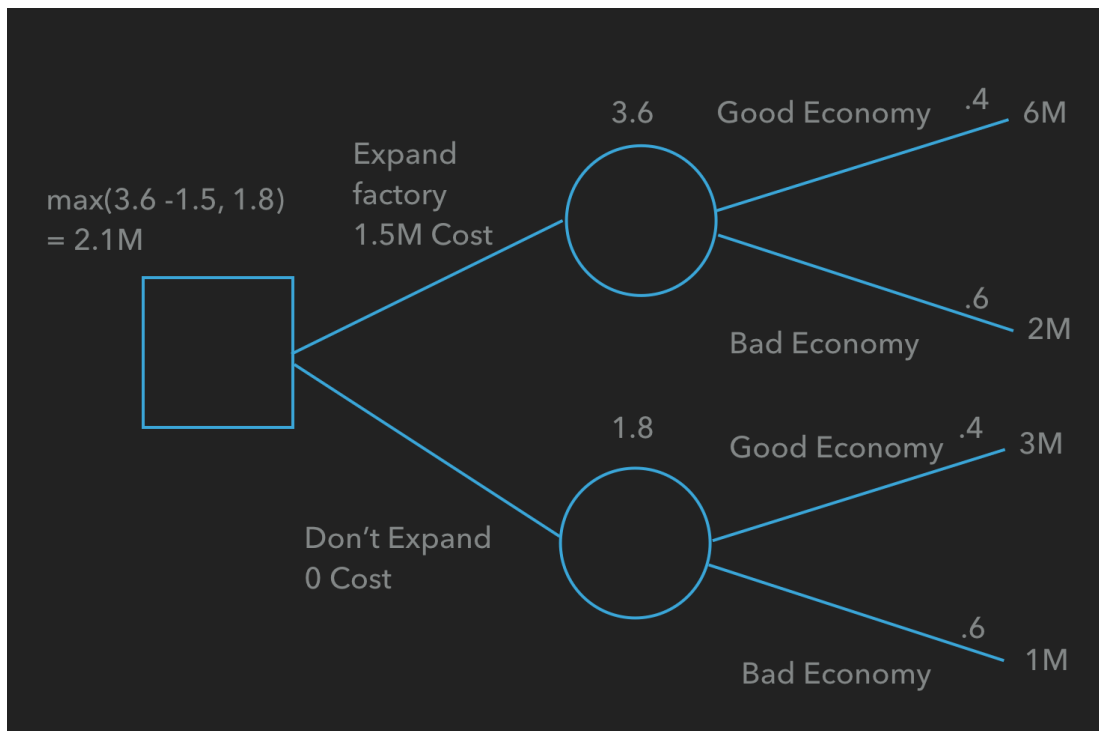 max(3.6 -1.5, 1.8)
= 2.1M
Expand
factory
1.5M Cost
3.6
Good Economy
.4
6M
.6
2M
Bad Economy
Don’t Expand
0 Cost
1.8
Good Economy
.4
3M
.6
1M
Bad Economy